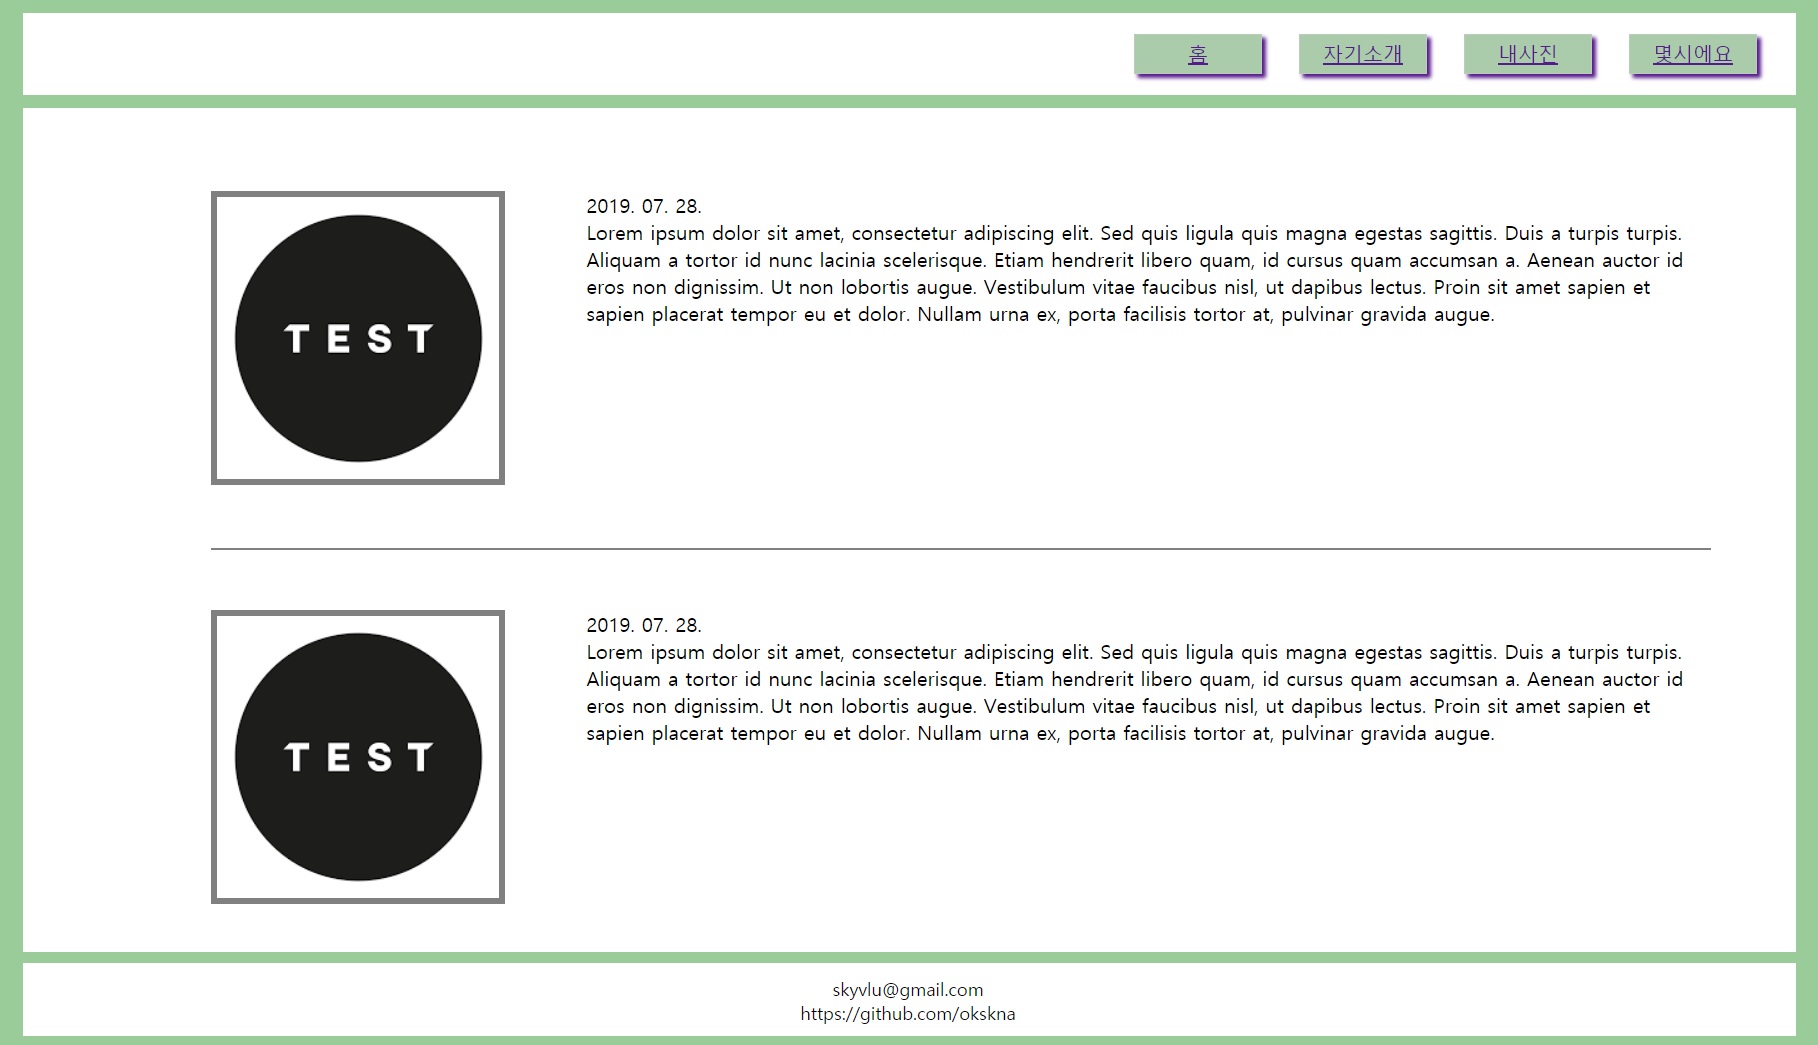 홈 자기소개 내사진 몇시에요
TEST
2019. 07. 28.
Lorem ipsum dolor sit amet, consectetur adipiscing elit. Sed quis ligula quis magna egestas sagittis. Duis a turpis turpis.
Aliquam a tortor id nunc lacinia scelerisque. Etiam hendrerit libero quam, id cursus quam accumsan a. Aenean auctor id
eros non dignissim. Ut non lobortis augue. Vestibulum vitae faucibus nisl, ut dapibus lectus. Proin sit amet sapien et
sapien placerat tempor eu et dolor. Nullam urna ex, porta facilisis tortor at, pulvinar gravida augue.
TEST
2019. 07. 28.
Lorem ipsum dolor sit amet, consectetur adipiscing elit. Sed quis ligula quis magna egestas sagittis. Duis a turpis turpis.
Aliquam a tortor id nunc lacinia scelerisque. Etiam hendrerit libero quam, id cursus quam accumsan a. Aenean auctor id
eros non dignissim. Ut non lobortis augue. Vestibulum vitae faucibus nisl, ut dapibus lectus. Proin sit amet sapien et
sapien placerat tempor eu et dolor. Nullam urna ex, porta facilisis tortor at, pulvinar gravida augue.
skyvlu@gmail.com
https://github.com/okskna